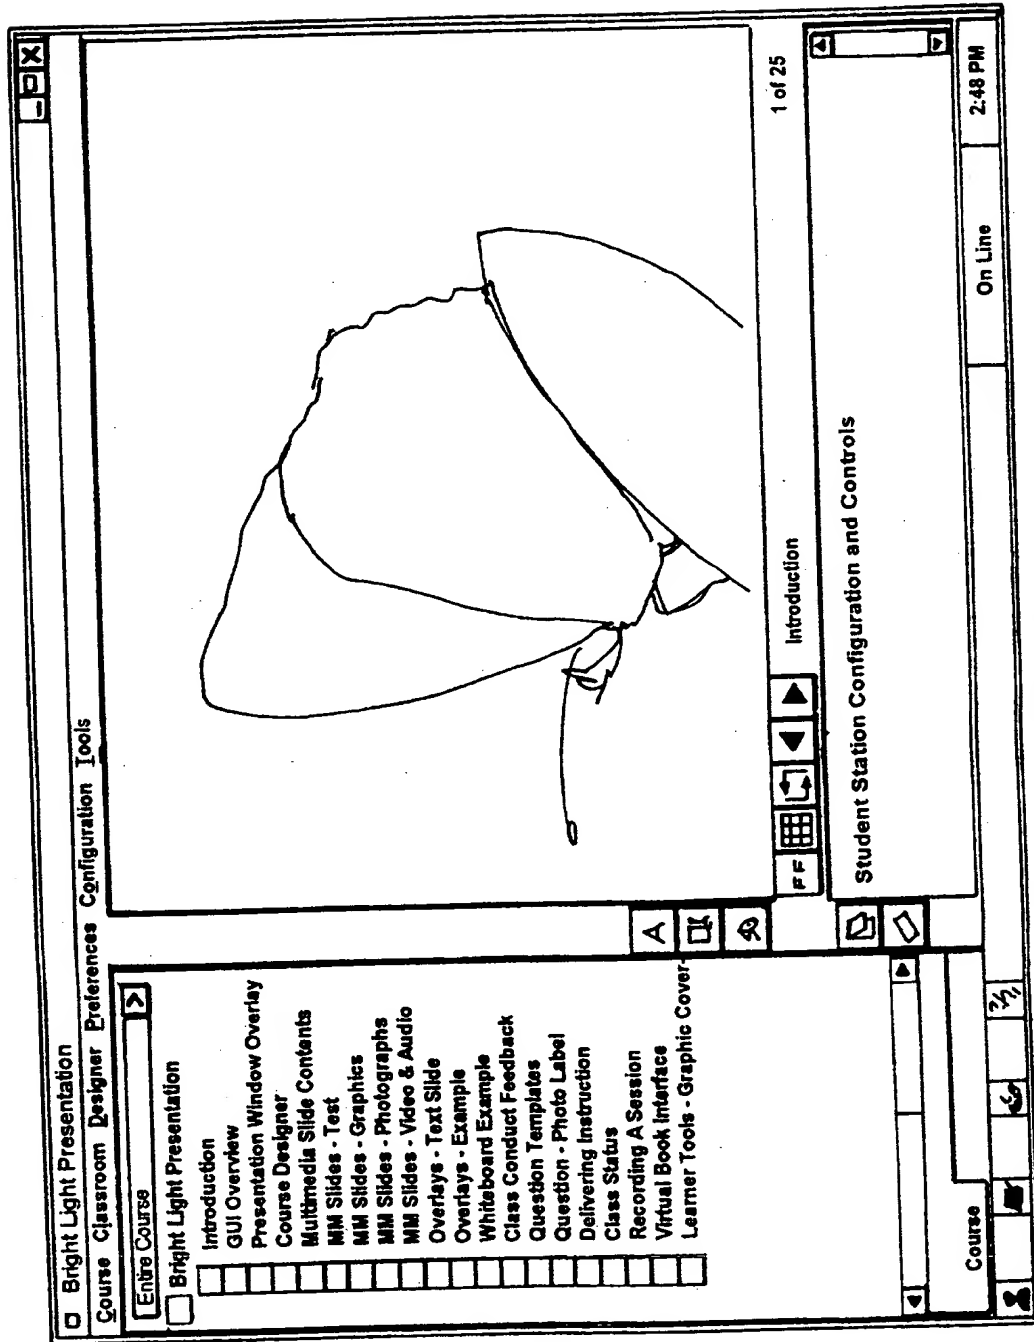 Bright Light Presentation
Course Classroom Designer Preferences Configuration Tools
Entire Course
Bright Light Presentation
Introduction
GUI Overview
Presentation Window Overlay
Course Designer
Multimedia Slide Contents
MM Slides - Test
MM Slides - Graphics
MM Slides - Photographs
MM Slides - Video & Audio
Overlays - Text Slide
Overlays - Example
Whiteboard Example
Class Conduct Feedback
Question Templates
Question - Photo Label
Delivering Instruction
Class Status
Recording A Session
Virtual Book Interface
Learner Tools - Graphic Cover-
Course
A
FF
Introduction
1 of 25
Student Station Configuration and Controls
On Line
2:48 PM